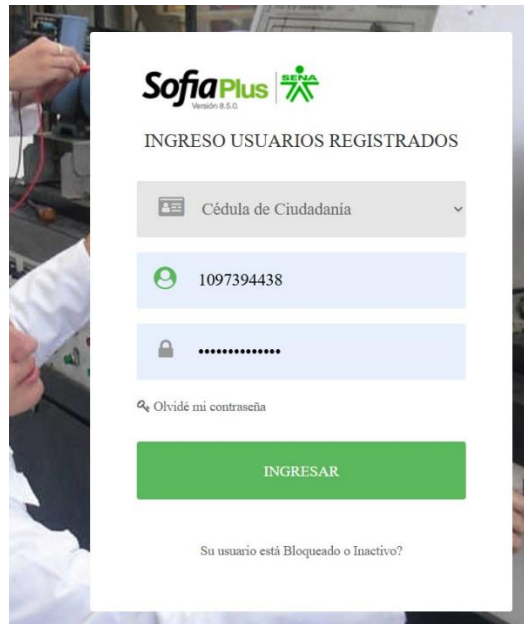 SofiaPlus
SENA
Versión 8.5.0.
INGRESO USUARIOS REGISTRADOS
Cédula de Ciudadanía
1097394438
••••••••••••••
Olvidé mi contraseña
INGRESAR
Su usuario está Bloqueado o Inactivo?